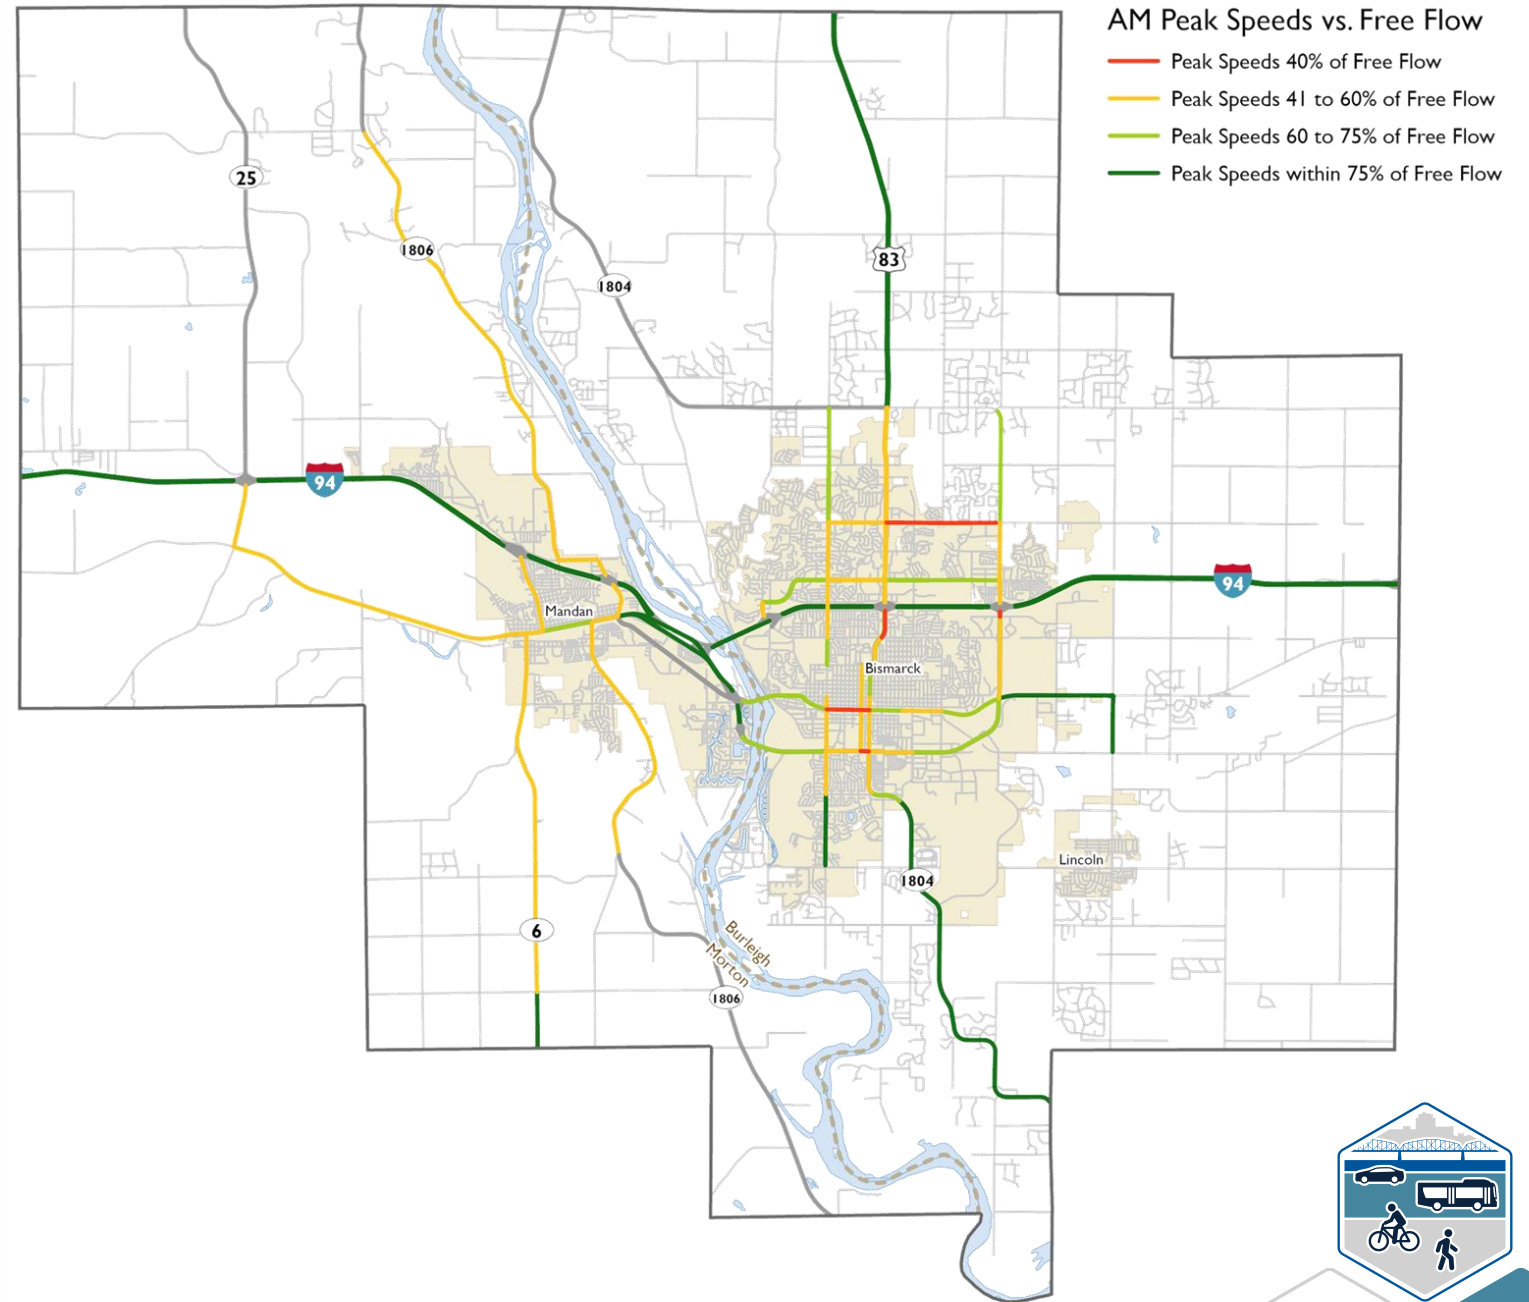 AM Peak Speeds vs. Free Flow
Peak Speeds 40% of Free Flow
Peak Speeds 41 to 60% of Free Flow
Peak Speeds 60 to 75% of Free Flow
Peak Speeds within 75% of Free Flow
25
1806
1804
83
94
94
Mandan
Bismarck
Lincoln
1804
6
Burleigh
Morton
1806